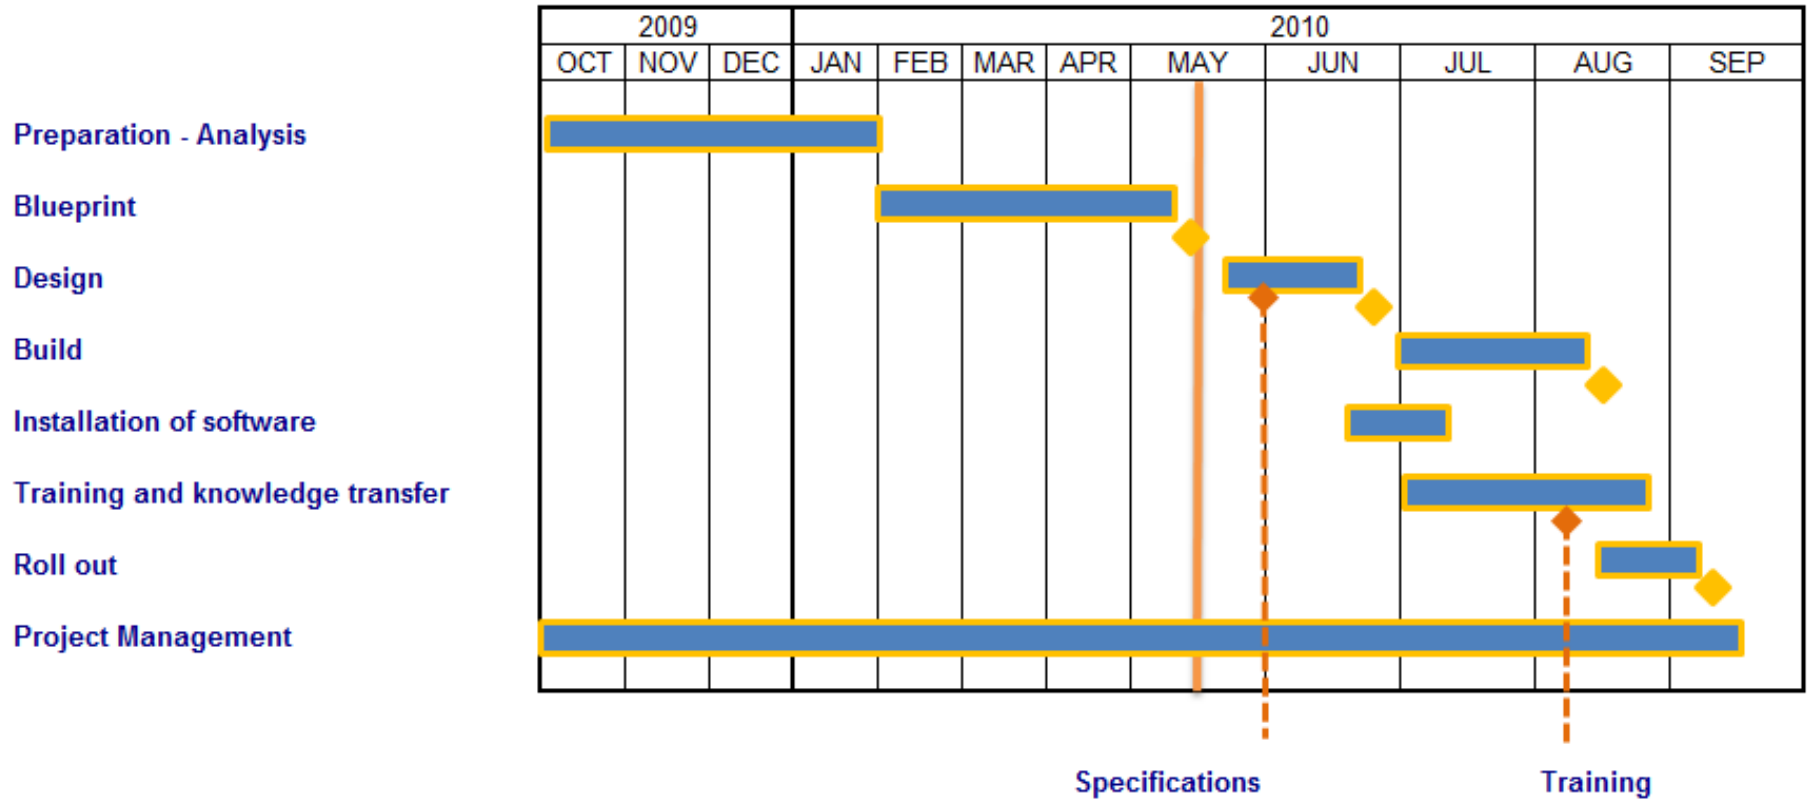 2009 2010
OCT NOV DEC JAN FEB MAR APR MAY JUN JUL AUG SEP
Preparation - Analysis
Blueprint
Design
Build
Installation of software
Training and knowledge transfer
Roll out
Project Management
Specifications Training